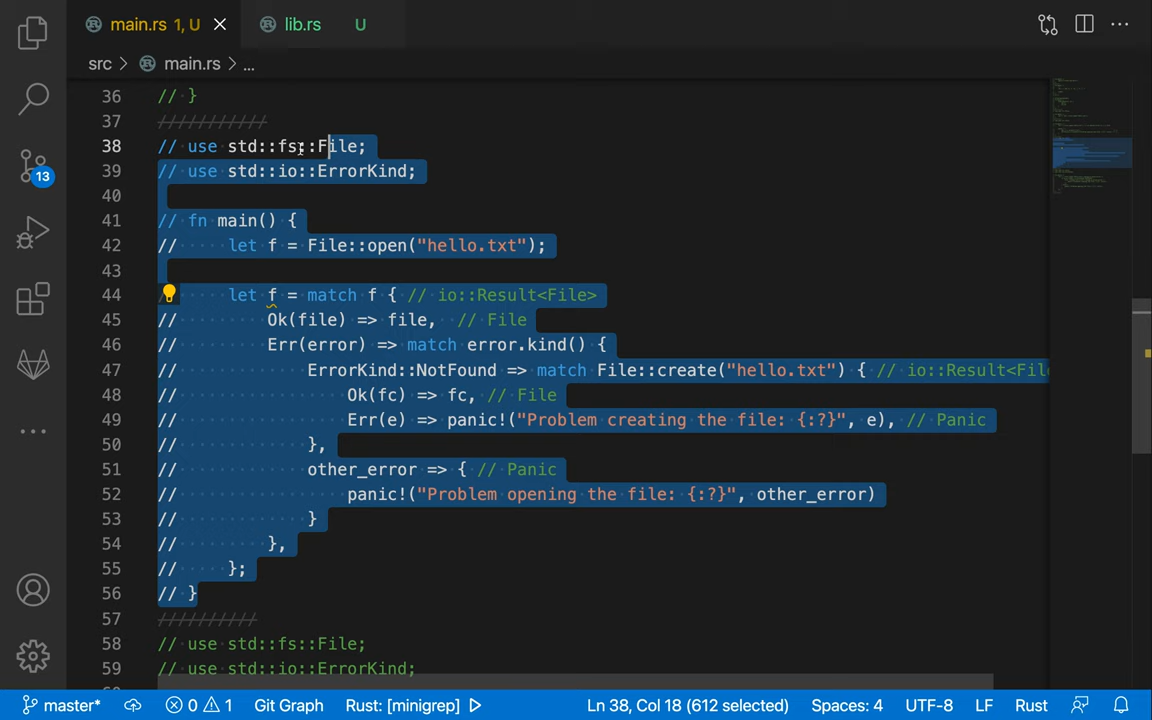 main.rs 1, U
lib.rs U
src > main.rs > ...
36 // }
37 ///////////
38 // use std::fs::File;
39 // use std::io::ErrorKind;
40
41 // fn main() {
42 //     let f = File::open("hello.txt");
43
44 //     let f = match f { // io::Result<File>
45 //         Ok(file) => file,  // File
46 //         Err(error) => match error.kind() {
47 //             ErrorKind::NotFound => match File::create("hello.txt") { // io::Result<File
48 //                 Ok(fc) => fc, // File
49 //                 Err(e) => panic!("Problem creating the file: {:?}", e), // Panic
50 //             },
51 //             other_error => { // Panic
52 //                 panic!("Problem opening the file: {:?}", other_error)
53 //             }
54 //         },
55 //     };
56 // }
57 //////////
58 // use std::fs::File;
59 // use std::io::ErrorKind;
13
master* 0 1 Git Graph Rust: [minigrep] Ln 38, Col 18 (612 selected) Spaces: 4 UTF-8 LF Rust